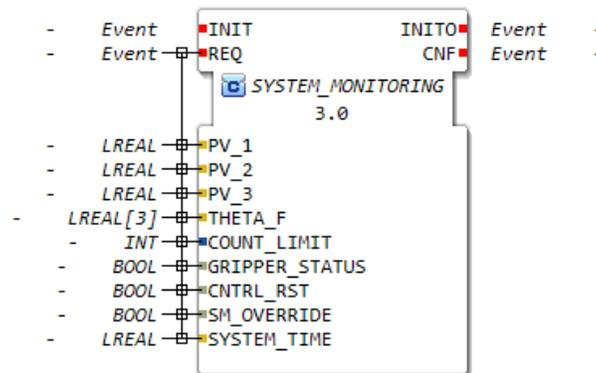 - Event INIT INITO Event -
- Event REQ CNF Event -
C SYSTEM_MONITORING
3.0
- LREAL PV_1
- LREAL PV_2
- LREAL PV_3
- LREAL[3] THETA_F
- INT COUNT_LIMIT
- BOOL GRIPPER_STATUS
- BOOL CNTRL_RST
- BOOL SM_OVERRIDE
- LREAL SYSTEM_TIME